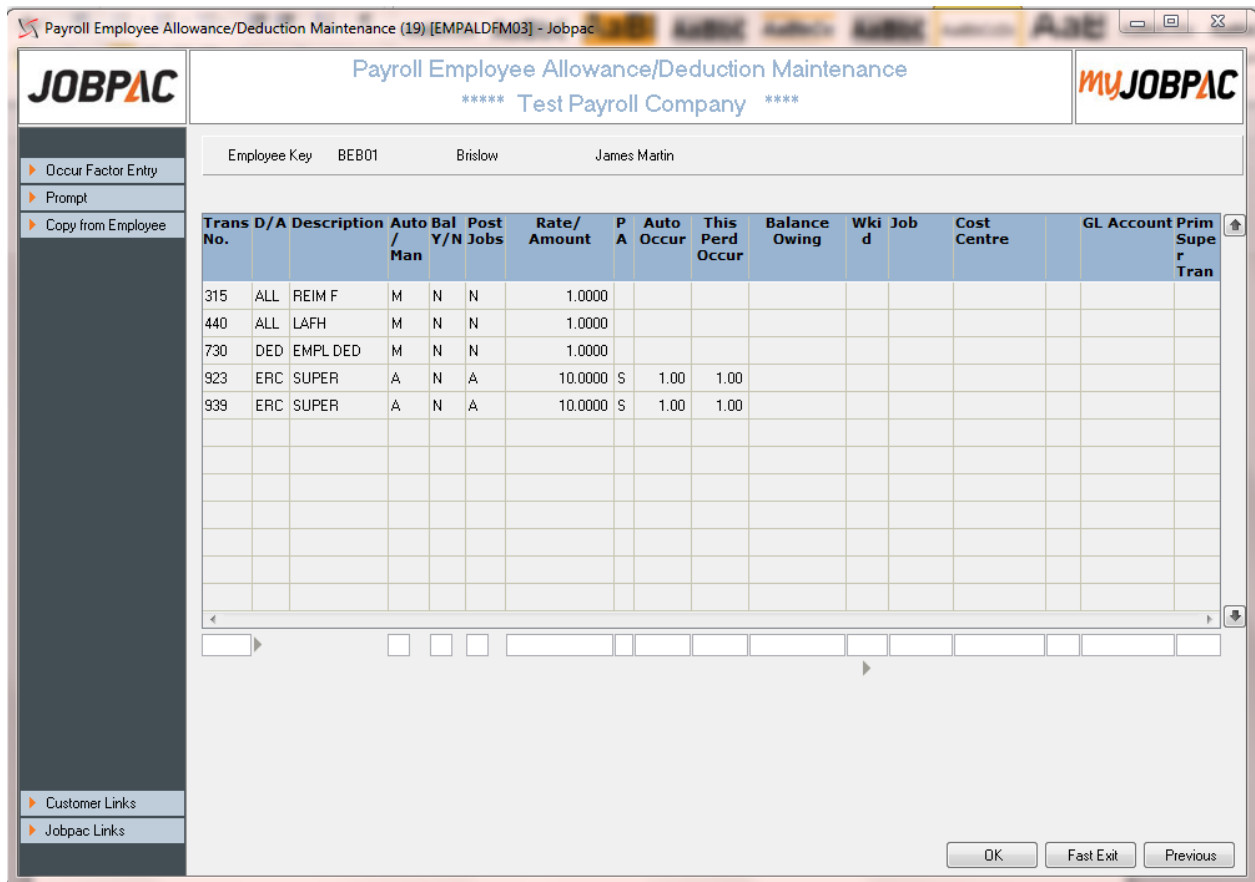 Payroll Employee Allowance/Deduction Maintenance (19) [EMPALDFM03] - Jobpac
JOBPAC
Payroll Employee Allowance/Deduction Maintenance
***** Test Payroll Company ****
myJOBPAC
Occur Factor Entry
Prompt
Copy from Employee
Employee Key BEB01 Brislow James Martin
Trans D/A Description Auto Bal Post Rate/ P Auto This Balance Wki Job Cost GL Account Prim
No. / Y/N Jobs Amount A Occur Perd Owing d Centre Supe
Man Occur r
Tran
315 ALL REIM F M N N 1.0000
440 ALL LAFH M N N 1.0000
730 DED EMPL DED M N N 1.0000
923 ERC SUPER A N A 10.0000 S 1.00 1.00
939 ERC SUPER A N A 10.0000 S 1.00 1.00
Customer Links
Jobpac Links
OK Fast Exit Previous